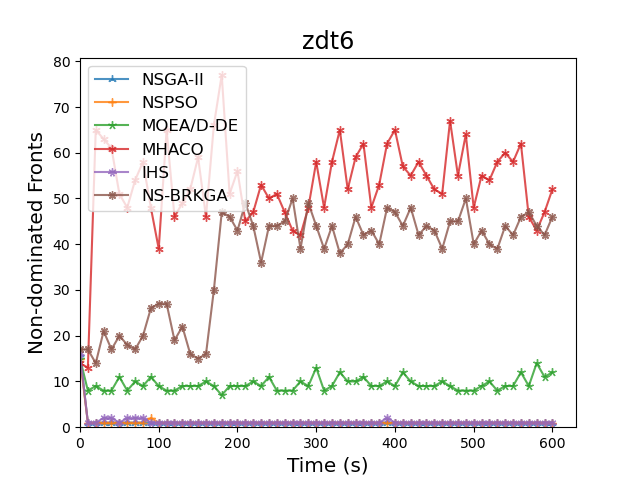 zdt6
Non-dominated Fronts
80
70
60
50
40
30
20
10
0
NSGA-II
NSPSO
MOEA/D-DE
MHACO
IHS
NS-BRKGA
0 100 200 300 400 500 600
Time (s)